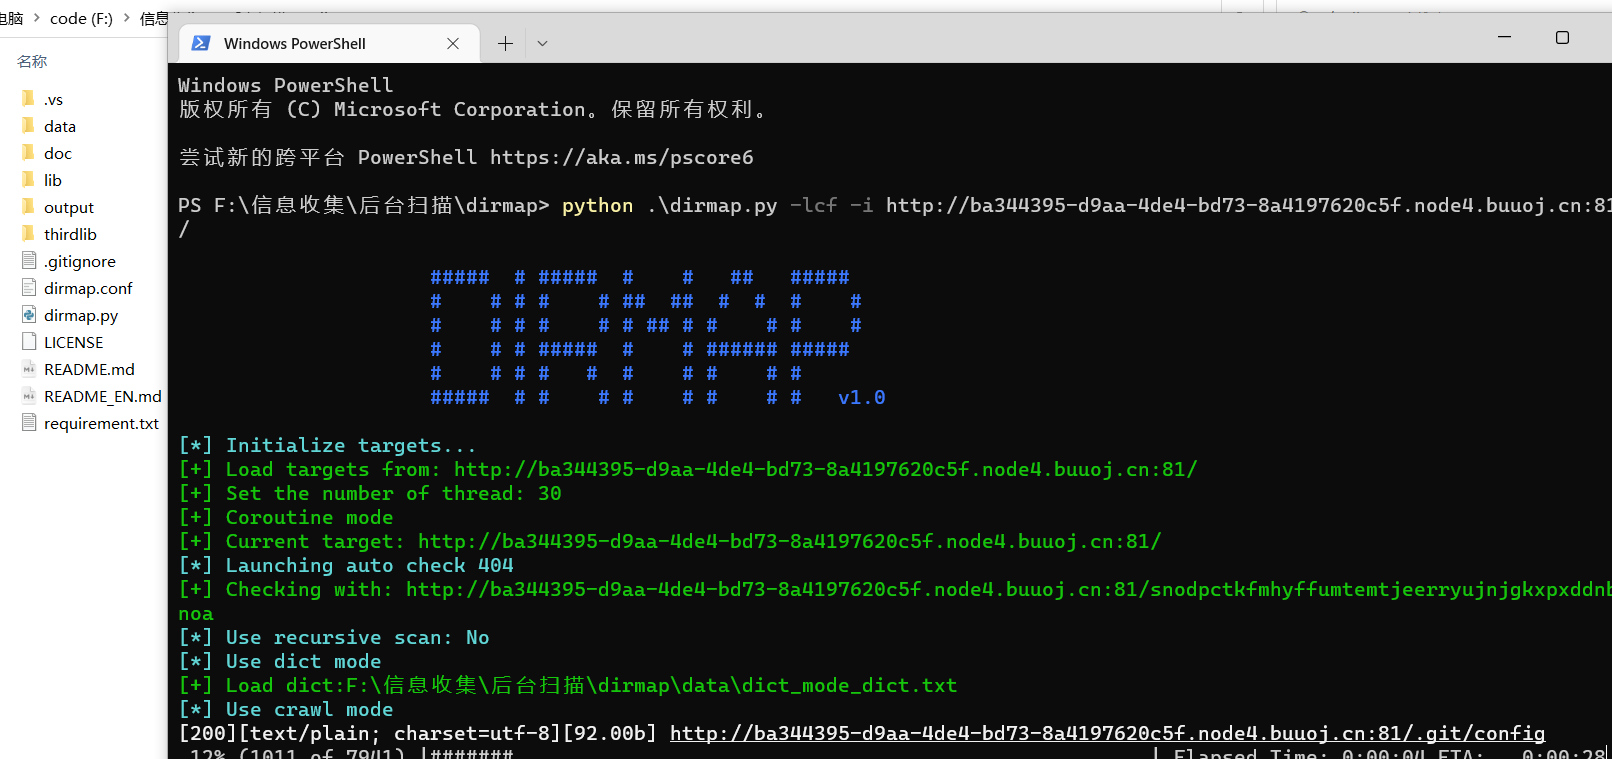 电脑 > code (F:) > 信息
名称
.vs
data
doc
lib
output
thirdlib
.gitignore
dirmap.conf
dirmap.py
LICENSE
README.md
README_EN.md
requirement.txt
Windows PowerShell
Windows PowerShell
版权所有 (C) Microsoft Corporation。保留所有权利。
尝试新的跨平台 PowerShell https://aka.ms/pscore6
PS F:\信息收集\后台扫描\dirmap> python .\dirmap.py -lcf -i http://ba344395-d9aa-4de4-bd73-8a4197620c5f.node4.buuoj.cn:81
/
##### # ##### # # ## #####
# # # # # ## ## # # # #
# # # # # # ## # # # # #
# # # ##### # # ###### #####
# # # # # # # # # #
##### # # # # # # # # v1.0
[*] Initialize targets...
[+] Load targets from: http://ba344395-d9aa-4de4-bd73-8a4197620c5f.node4.buuoj.cn:81/
[+] Set the number of thread: 30
[+] Coroutine mode
[+] Current target: http://ba344395-d9aa-4de4-bd73-8a4197620c5f.node4.buuoj.cn:81/
[*] Launching auto check 404
[+] Checking with: http://ba344395-d9aa-4de4-bd73-8a4197620c5f.node4.buuoj.cn:81/snodpctkfmhyffumtemtjeerryujnjgkxpxddnb
noa
[*] Use recursive scan: No
[*] Use dict mode
[+] Load dict:F:\信息收集\后台扫描\dirmap\data\dict_mode_dict.txt
[*] Use crawl mode
[200][text/plain; charset=utf-8][92.00b] http://ba344395-d9aa-4de4-bd73-8a4197620c5f.node4.buuoj.cn:81/.git/config
12% (1011 of 7941) |####### | Elapsed Time: 0:00:04 ETA: 0:00:28